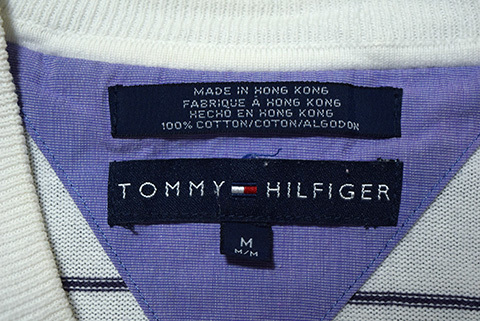 MADE IN HONG KONG
FABRIQUE À HONG KONG
HECHO EN HONG KONG
100% COTTON/COTON/ALGODON
TOMMY HILFIGER
M
M/M